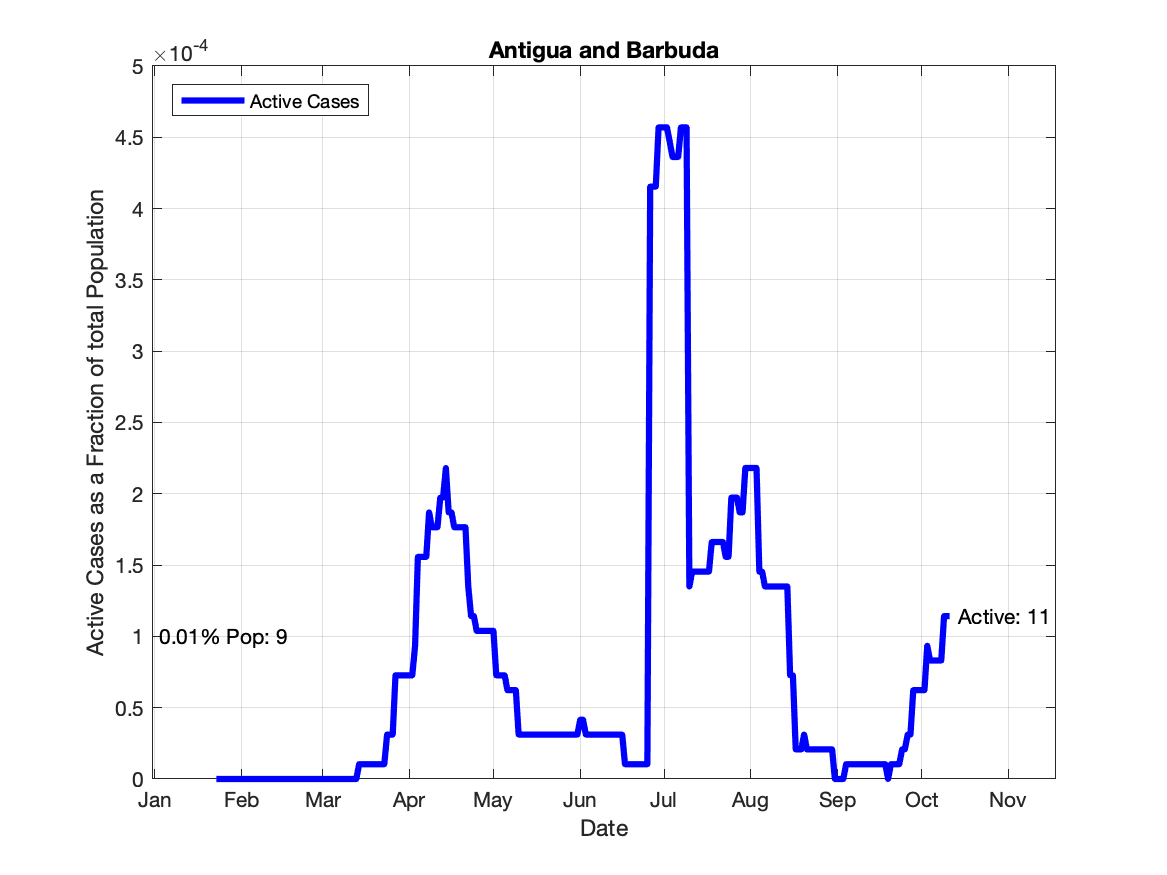 Antigua and Barbuda
×10-4
Active Cases
5
4.5
4
3.5
3
2.5
2
1.5
1
0.5
0
Active Cases as a Fraction of total Population
0.01% Pop: 9
Active: 11
Jan Feb Mar Apr May Jun Jul Aug Sep Oct Nov
Date